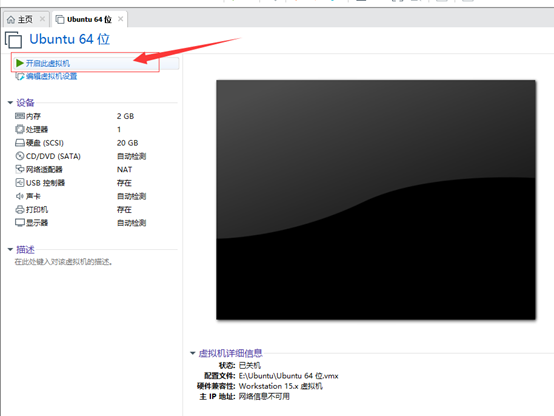 主页
Ubuntu 64 位
Ubuntu 64 位
开启此虚拟机
编辑虚拟机设置
设备
内存 2 GB
处理器 1
硬盘 (SCSI) 20 GB
CD/DVD (SATA) 自动检测
网络适配器 NAT
USB 控制器 存在
声卡 自动检测
打印机 存在
显示器 自动检测
描述
在此处键入对该虚拟机的描述。
虚拟机详细信息
状态: 已关机
配置文件: E:\Ubuntu\Ubuntu 64 位.vmx
硬件兼容性: Workstation 15.x 虚拟机
主 IP 地址: 网络信息不可用